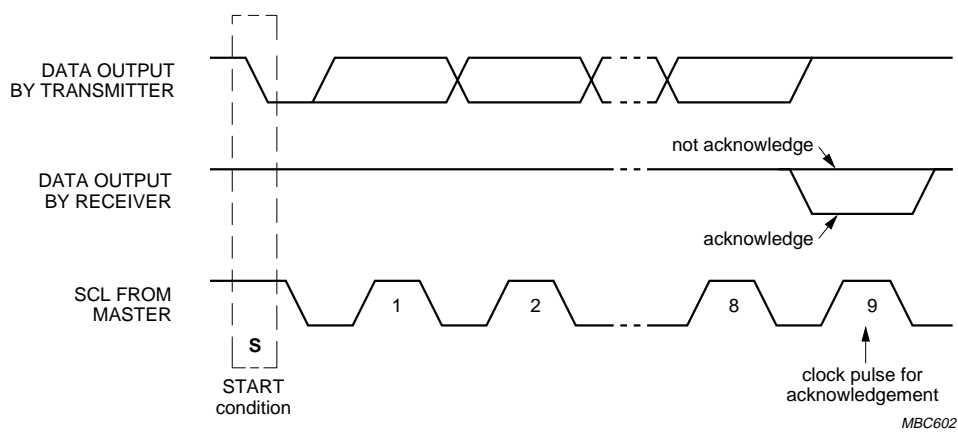 DATA OUTPUT
BY TRANSMITTER
not acknowledge
DATA OUTPUT
BY RECEIVER
acknowledge
SCL FROM
MASTER
1
2
8
9
S
START
condition
clock pulse for
acknowledgement
MBC602